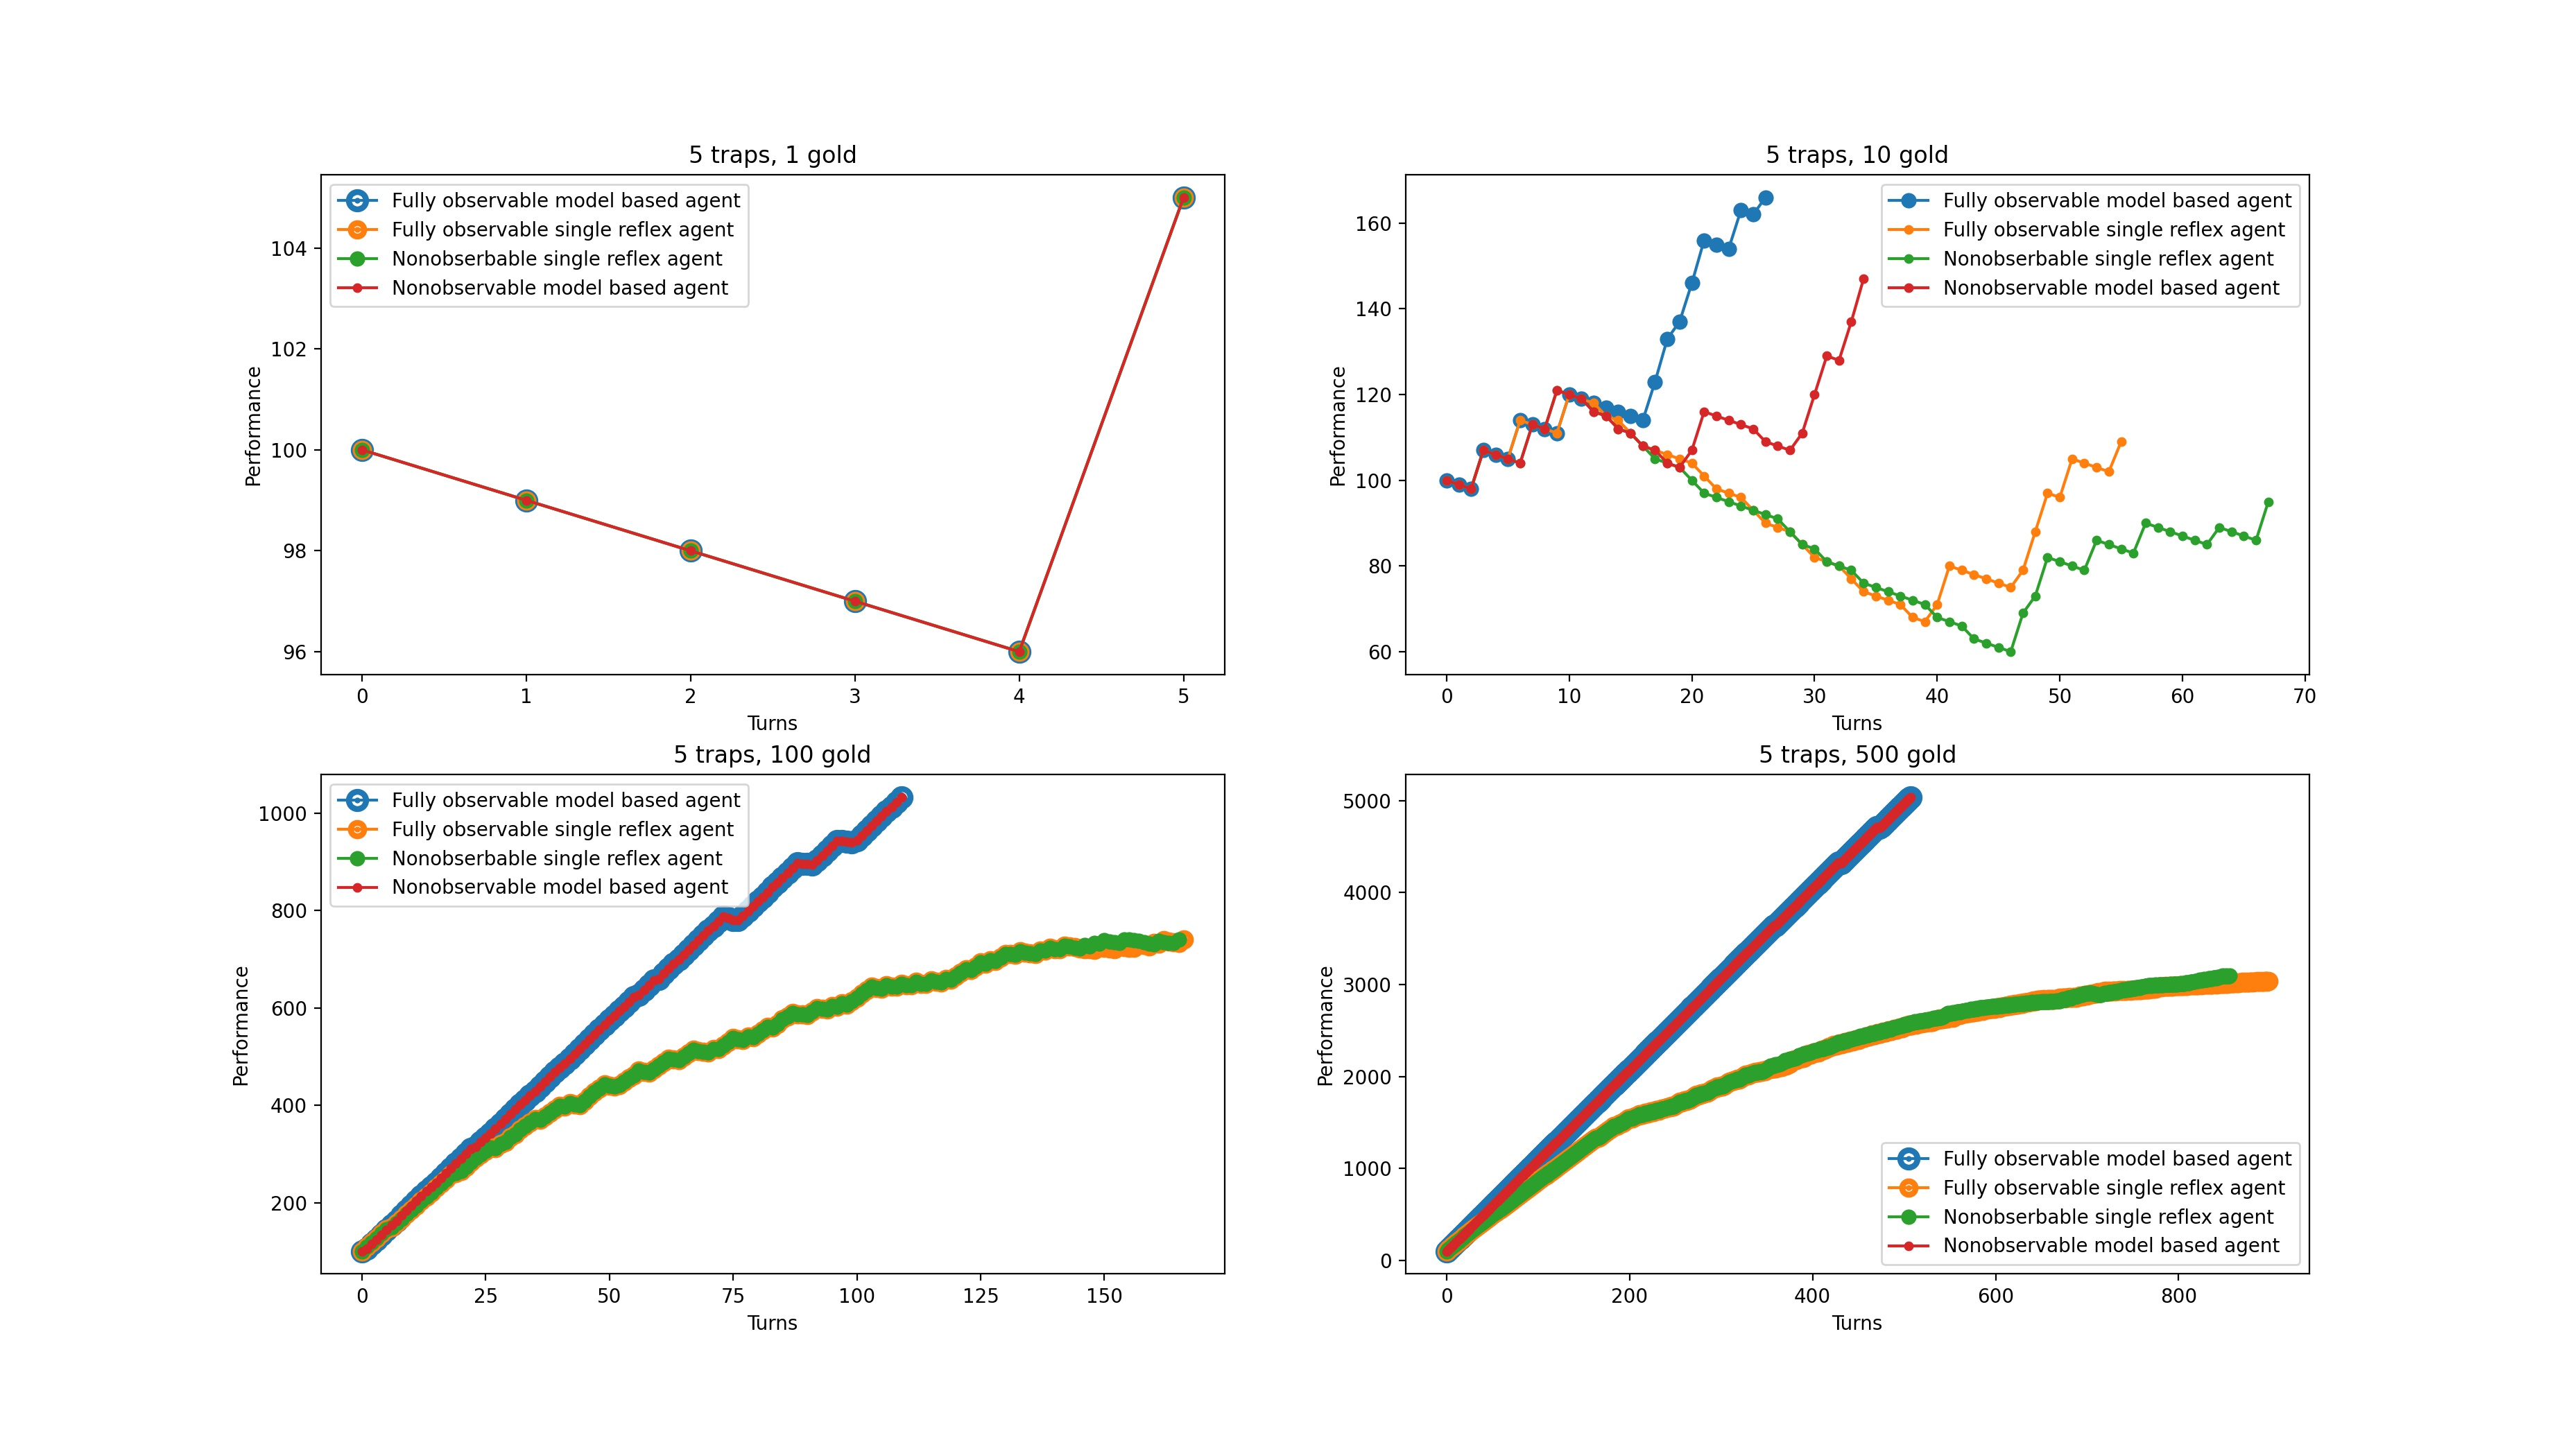 5 traps, 1 gold
Fully observable model based agent
Fully observable single reflex agent
Nonobserbable single reflex agent
Nonobservable model based agent
104
102
100
98
96
Performance
0 1 2 3 4 5
Turns
5 traps, 10 gold
Fully observable model based agent
Fully observable single reflex agent
Nonobserbable single reflex agent
Nonobservable model based agent
160
140
120
100
80
60
Performance
0 10 20 30 40 50 60 70
Turns
5 traps, 100 gold
Fully observable model based agent
Fully observable single reflex agent
Nonobserbable single reflex agent
Nonobservable model based agent
1000
800
600
400
200
Performance
0 25 50 75 100 125 150
Turns
5 traps, 500 gold
5000
4000
3000
2000
1000
0
Performance
Fully observable model based agent
Fully observable single reflex agent
Nonobserbable single reflex agent
Nonobservable model based agent
0 200 400 600 800
Turns